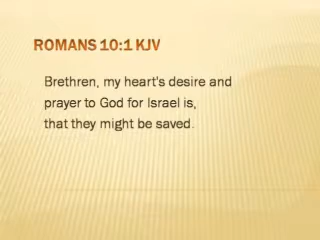 ROMANS 10:1 KJV
Brethren, my heart's desire and
prayer to God for Israel is,
that they might be saved.